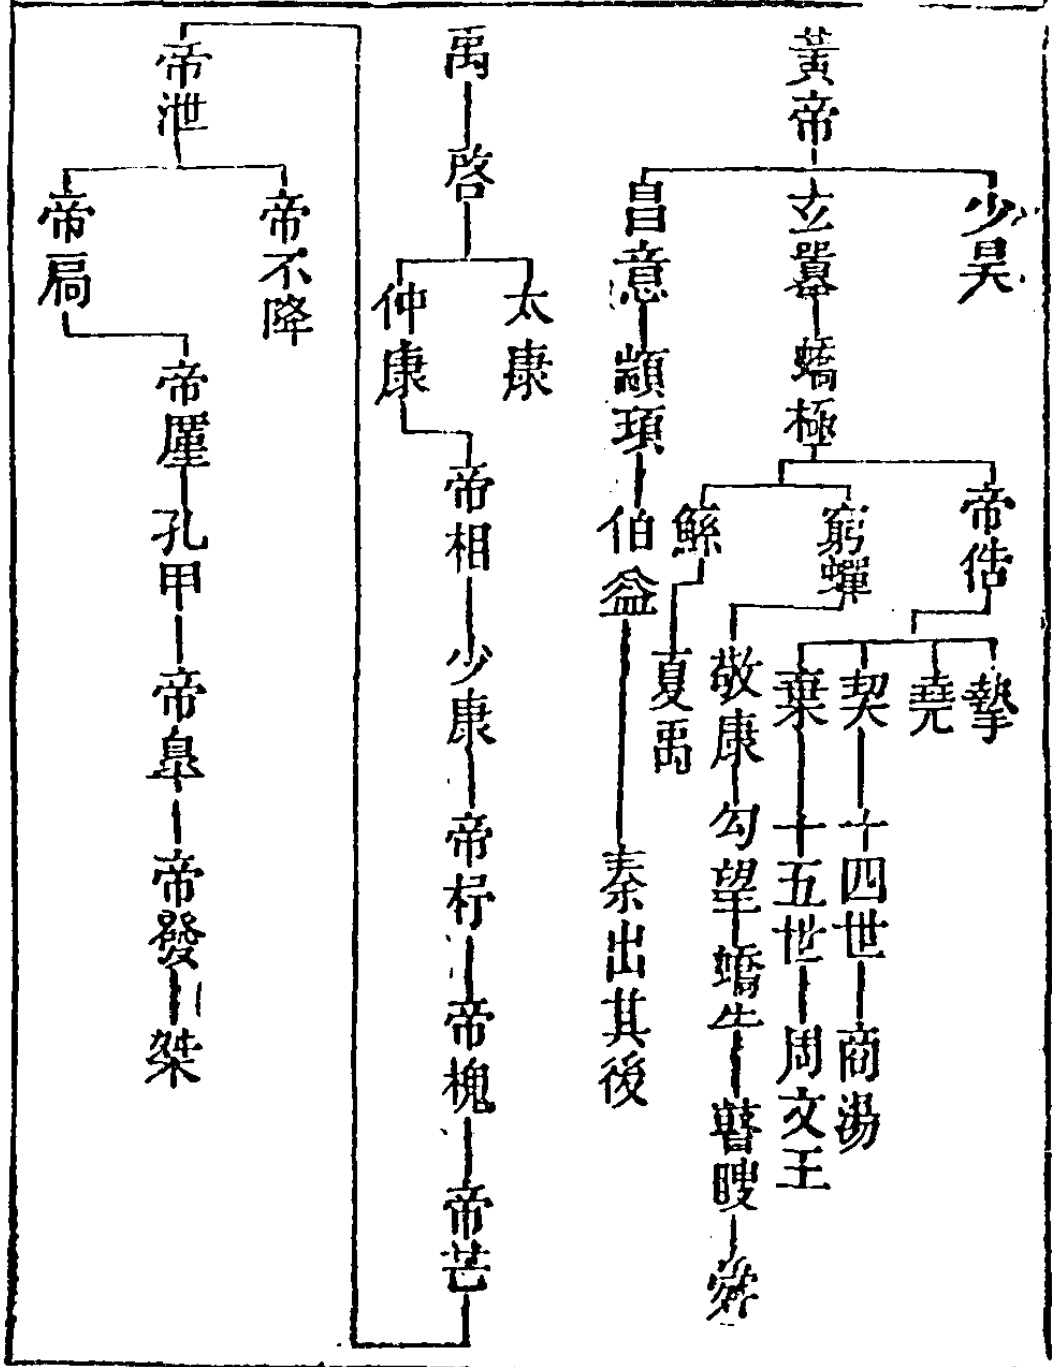 黃帝
少昊
玄囂
蟜極
帝俈
摯
堯
契
十四世
商湯
棄
十五世
周文王
窮蟬
敬康
勾望
蟜牛
瞽瞍
舜
鯀
夏禹
昌意
顓頊
伯益
秦出其後
禹
啓
太康
仲康
帝相
少康
帝杼
帝槐
帝芒
帝泄
帝不降
帝扃
帝厪
孔甲
帝皐
帝發
桀